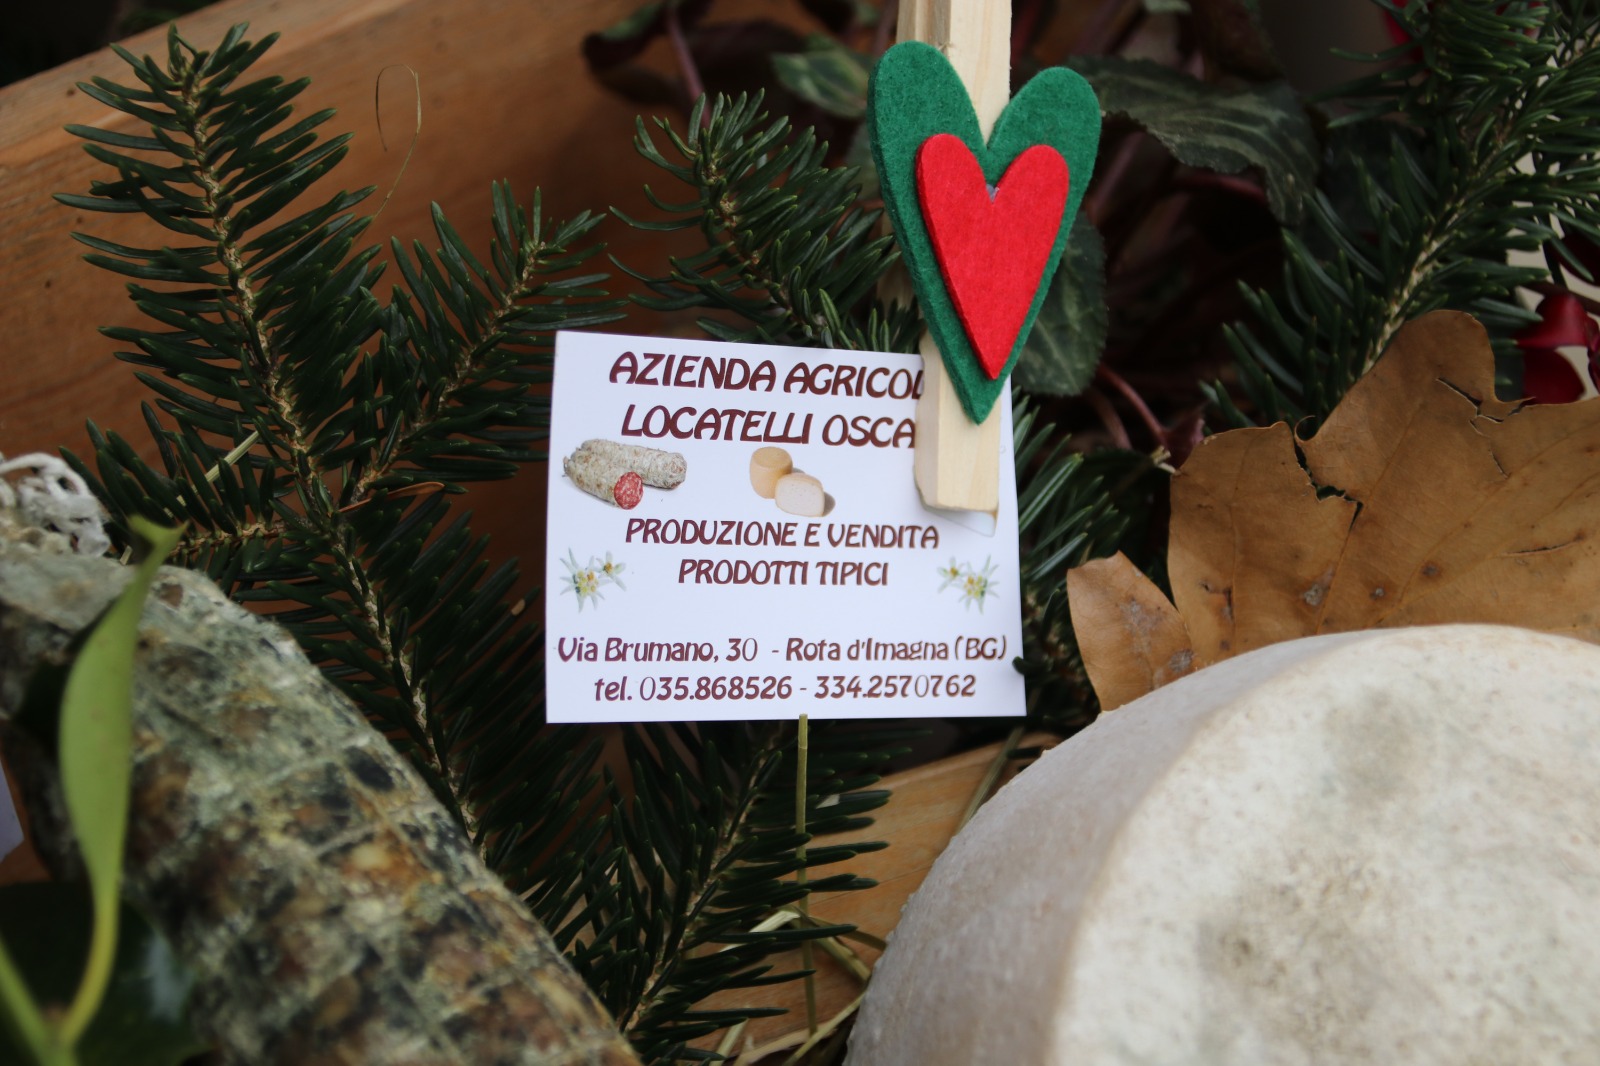 AZIENDA AGRICOL
LOCATELLI OSCA
PRODUZIONE E VENDITA
PRODOTTI TIPICI
Via Brumano, 30 - Rota d'Imagna (BG)
tel. 035.868526 - 334.2570762